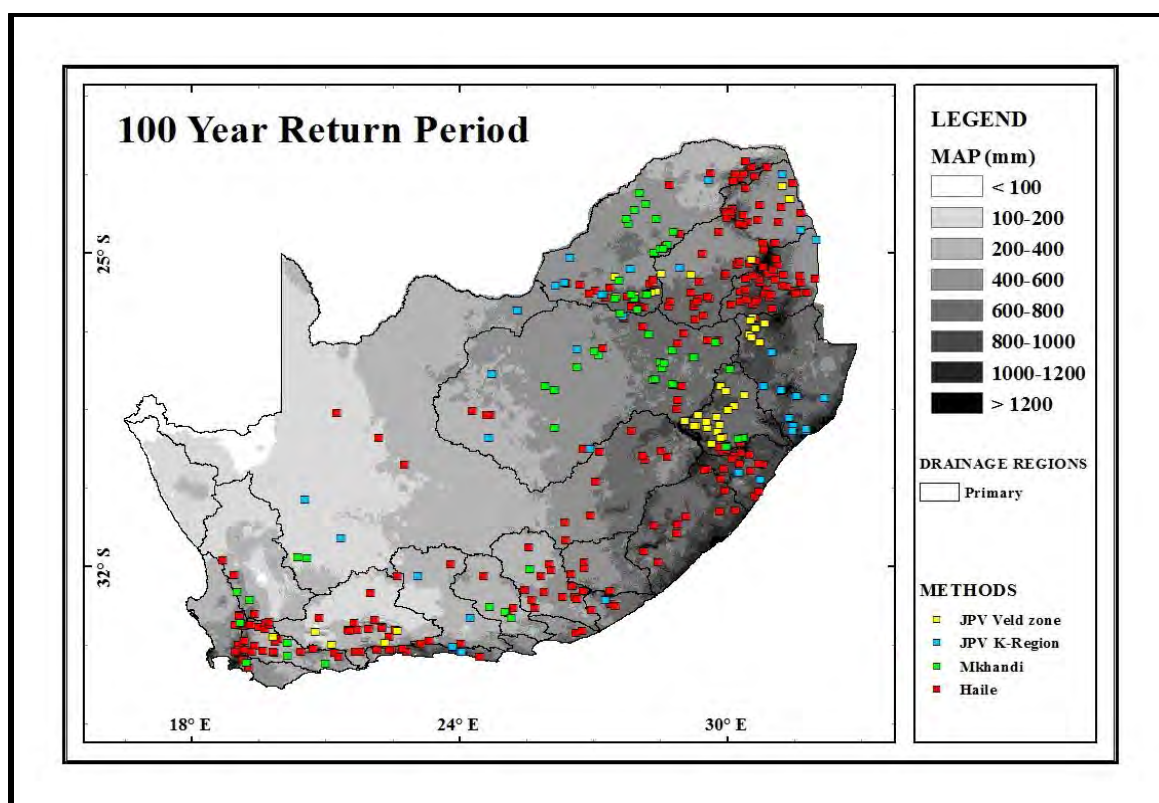 100 Year Return Period
25° S
32° S
18° E
24° E
30° E
LEGEND
MAP (mm)
< 100
100-200
200-400
400-600
600-800
800-1000
1000-1200
> 1200
DRAINAGE REGIONS
Primary
METHODS
JPV Veld zone
JPV K-Region
Mkhandi
Haile